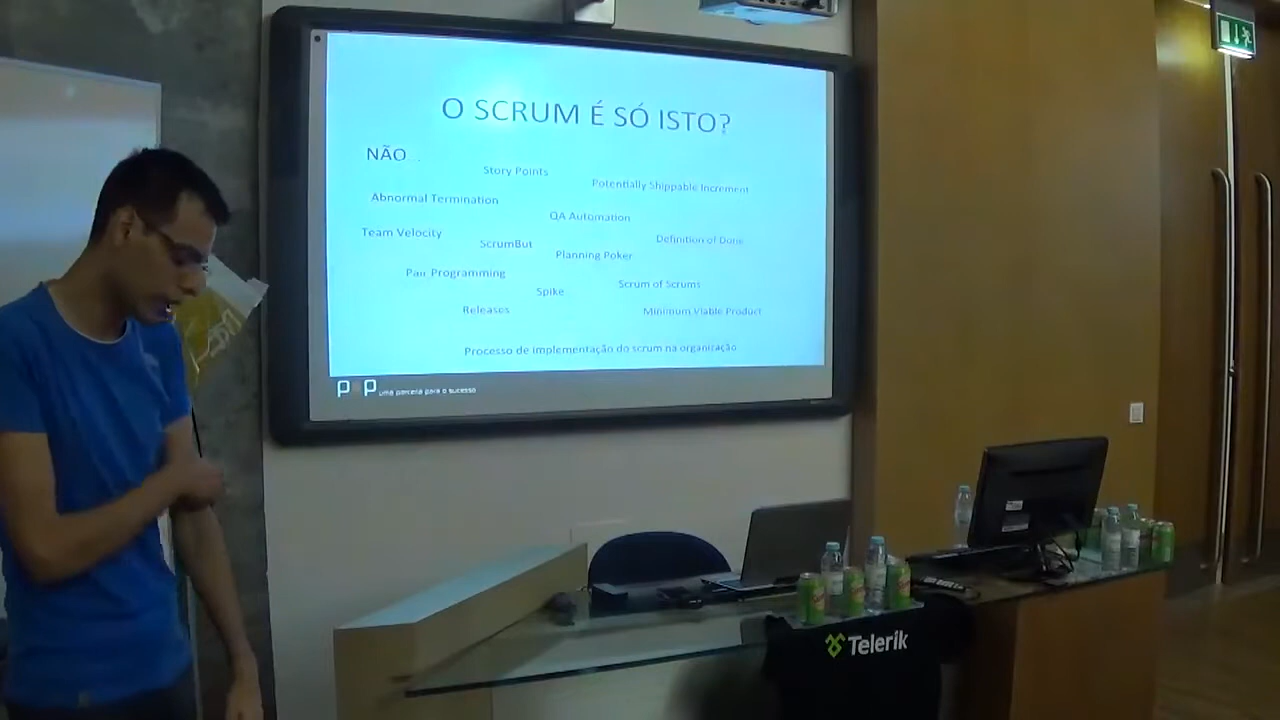 O SCRUM É SÓ ISTO?
NÃO...
Story Points
Potentially Shippable Increment
Abnormal Termination
QA Automation
Team Velocity
ScrumBut
Definition of Done
Planning Poker
Pair Programming
Spike
Scrum of Scrums
Releases
Minimum Viable Product
Processo de implementação do scrum na organização
uma parceria para o sucesso
Telerik